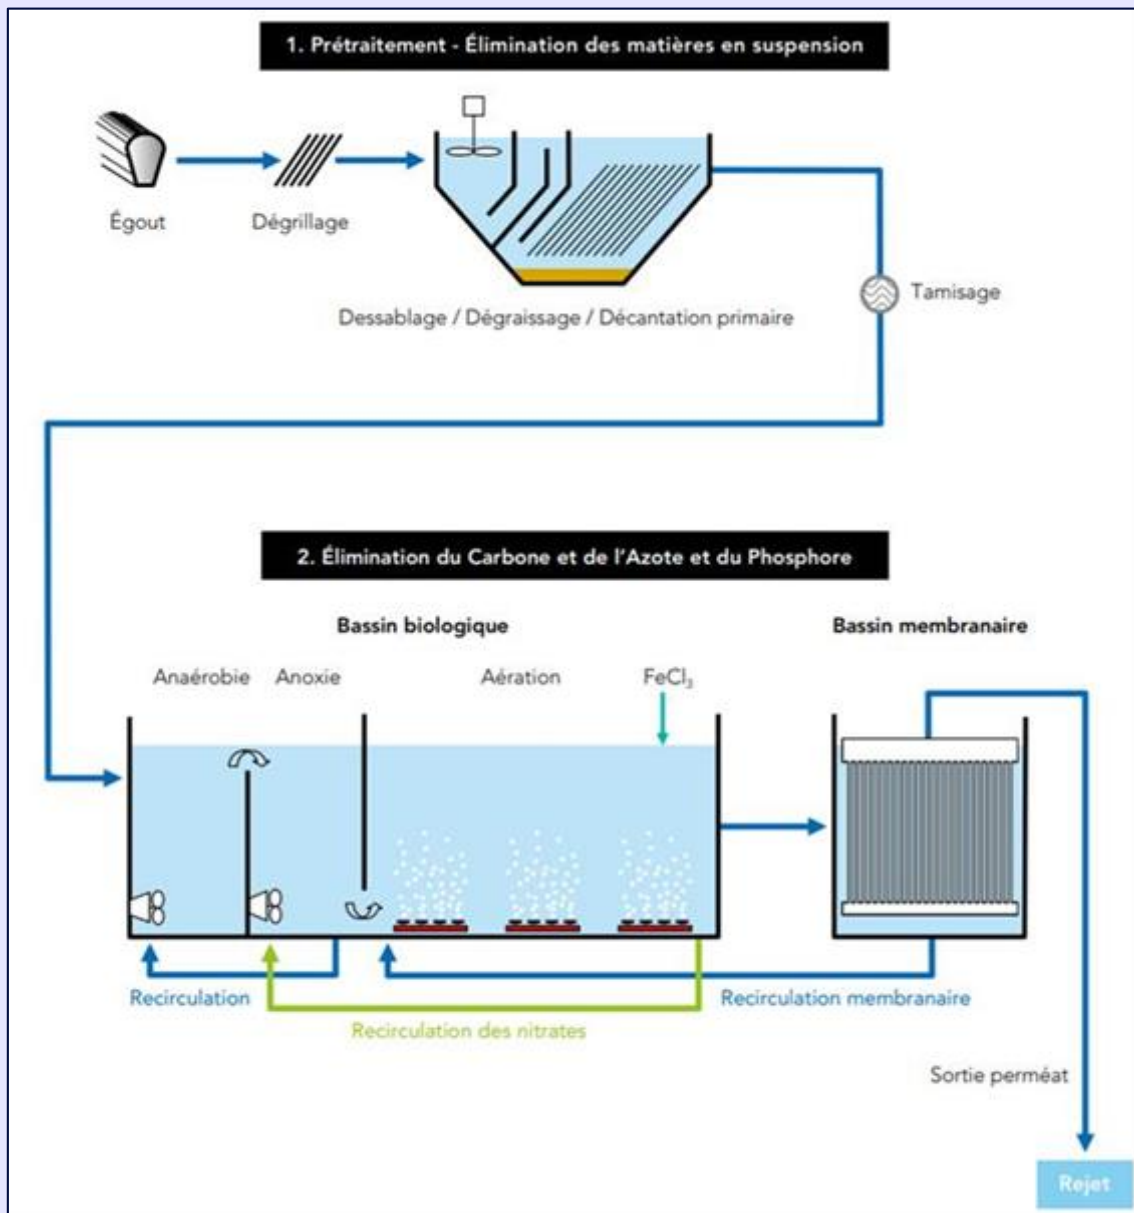 1. Prétraitement - Élimination des matières en suspension
Égout
Dégrillage
Dessablage / Dégraissage / Décantation primaire
Tamisage
2. Élimination du Carbone et de l'Azote et du Phosphore
Bassin biologique
Bassin membranaire
Anaérobie
Anoxie
Aération
FeCl₃
Recirculation
Recirculation membranaire
Recirculation des nitrates
Sortie perméat
Rejet